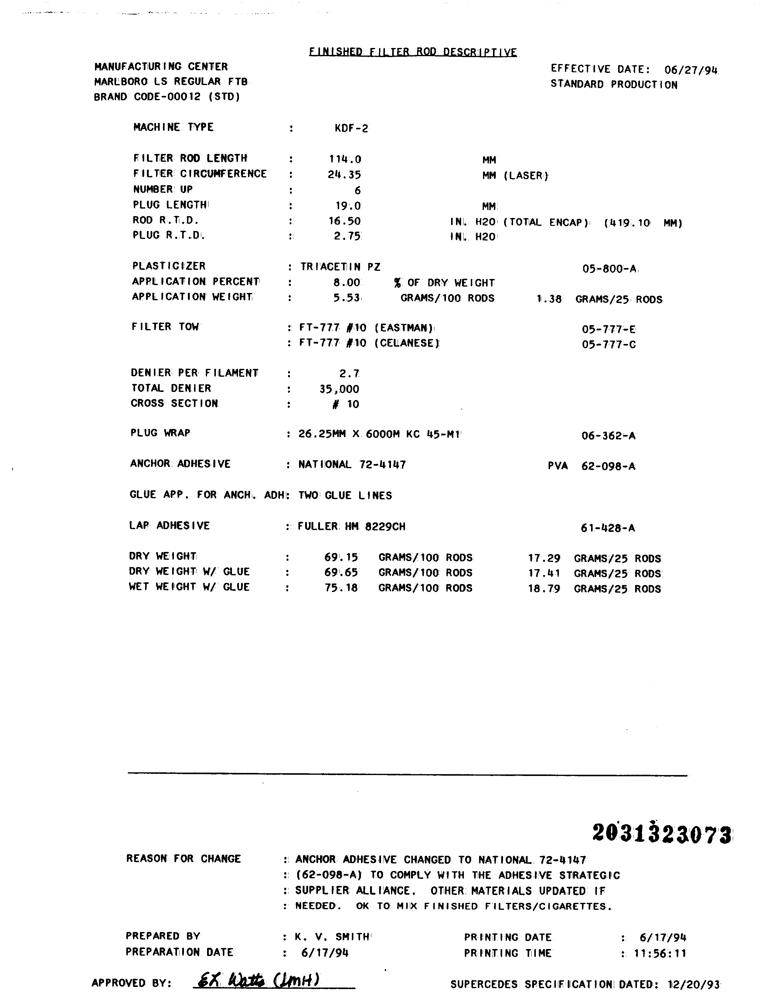 FINISHED FILTER ROD DESCRIPTIVE
MANUFACTURING CENTER EFFECTIVE DATE: 06/27/94
MARLBORO LS REGULAR FTB STANDARD PRODUCTION
BRAND CODE-00012 (STD)
MACHINE TYPE : KDF-2
FILTER ROD LENGTH : 114.0 MM
FILTER CIRCUMFERENCE : 24.35 MM (LASER)
NUMBER UP : 6
PLUG LENGTH : 19.0 MM
ROD R.T.D. : 16.50 IN. H2O (TOTAL ENCAP) (419.10 MM)
PLUG R.T.D. : 2.75 IN. H2O
PLASTICIZER : TRIACETIN PZ 05-800-A
APPLICATION PERCENT : 8.00 % OF DRY WEIGHT
APPLICATION WEIGHT : 5.53 GRAMS/100 RODS 1.38 GRAMS/25 RODS
FILTER TOW : FT-777 #10 (EASTMAN) 05-777-E
: FT-777 #10 (CELANESE) 05-777-C
DENIER PER FILAMENT : 2.7
TOTAL DENIER : 35,000
CROSS SECTION : # 10
PLUG WRAP : 26.25MM X 6000M KC 45-M1 06-362-A
ANCHOR ADHESIVE : NATIONAL 72-4147 PVA 62-098-A
GLUE APP. FOR ANCH. ADH: TWO GLUE LINES
LAP ADHESIVE : FULLER HM 8229CH 61-428-A
DRY WEIGHT : 69.15 GRAMS/100 RODS 17.29 GRAMS/25 RODS
DRY WEIGHT W/ GLUE : 69.65 GRAMS/100 RODS 17.41 GRAMS/25 RODS
WET WEIGHT W/ GLUE : 75.18 GRAMS/100 RODS 18.79 GRAMS/25 RODS
2031323073
REASON FOR CHANGE : ANCHOR ADHESIVE CHANGED TO NATIONAL 72-4147
: (62-098-A) TO COMPLY WITH THE ADHESIVE STRATEGIC
: SUPPLIER ALLIANCE. OTHER MATERIALS UPDATED IF
: NEEDED. OK TO MIX FINISHED FILTERS/CIGARETTES.
PREPARED BY : K. V. SMITH PRINTING DATE : 6/17/94
PREPARATION DATE : 6/17/94 PRINTING TIME : 11:56:11
APPROVED BY: Watts (LMH) SUPERCEDES SPECIFICATION DATED: 12/20/93